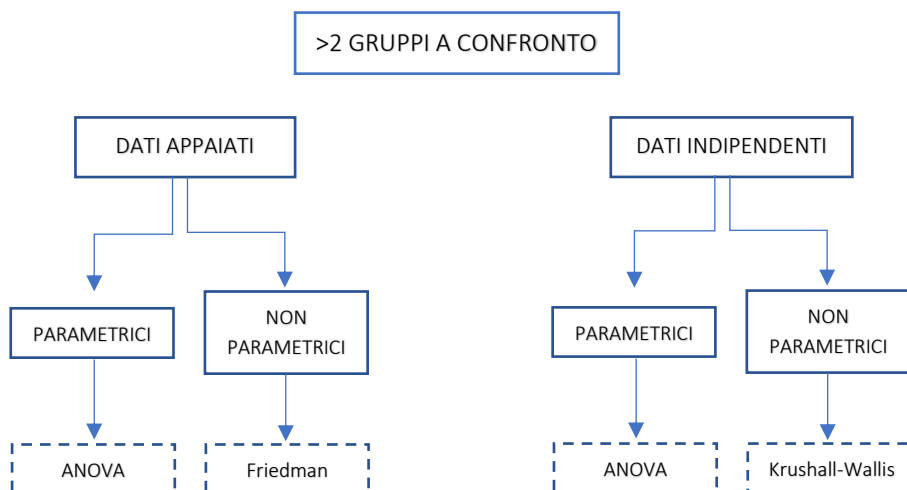 >2 GRUPPI A CONFRONTO
DATI APPAIATI
DATI INDIPENDENTI
PARAMETRICI
NON
PARAMETRICI
PARAMETRICI
NON
PARAMETRICI
ANOVA
Friedman
ANOVA
Krushall-Wallis